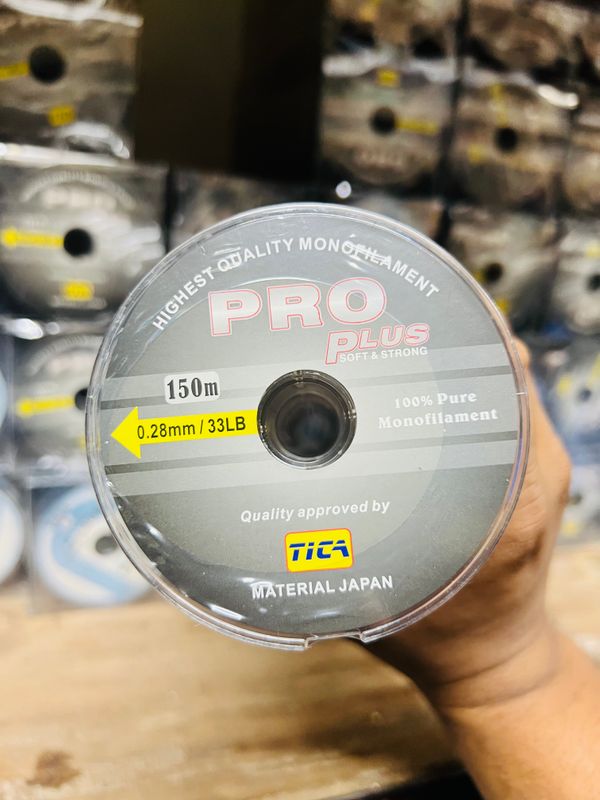 HIGHEST QUALITY MONOFILAMENT
PRO
PLUS
SOFT & STRONG
150m
0.28mm / 33LB
100% Pure
Monofilament
Quality approved by
TICA
MATERIAL JAPAN